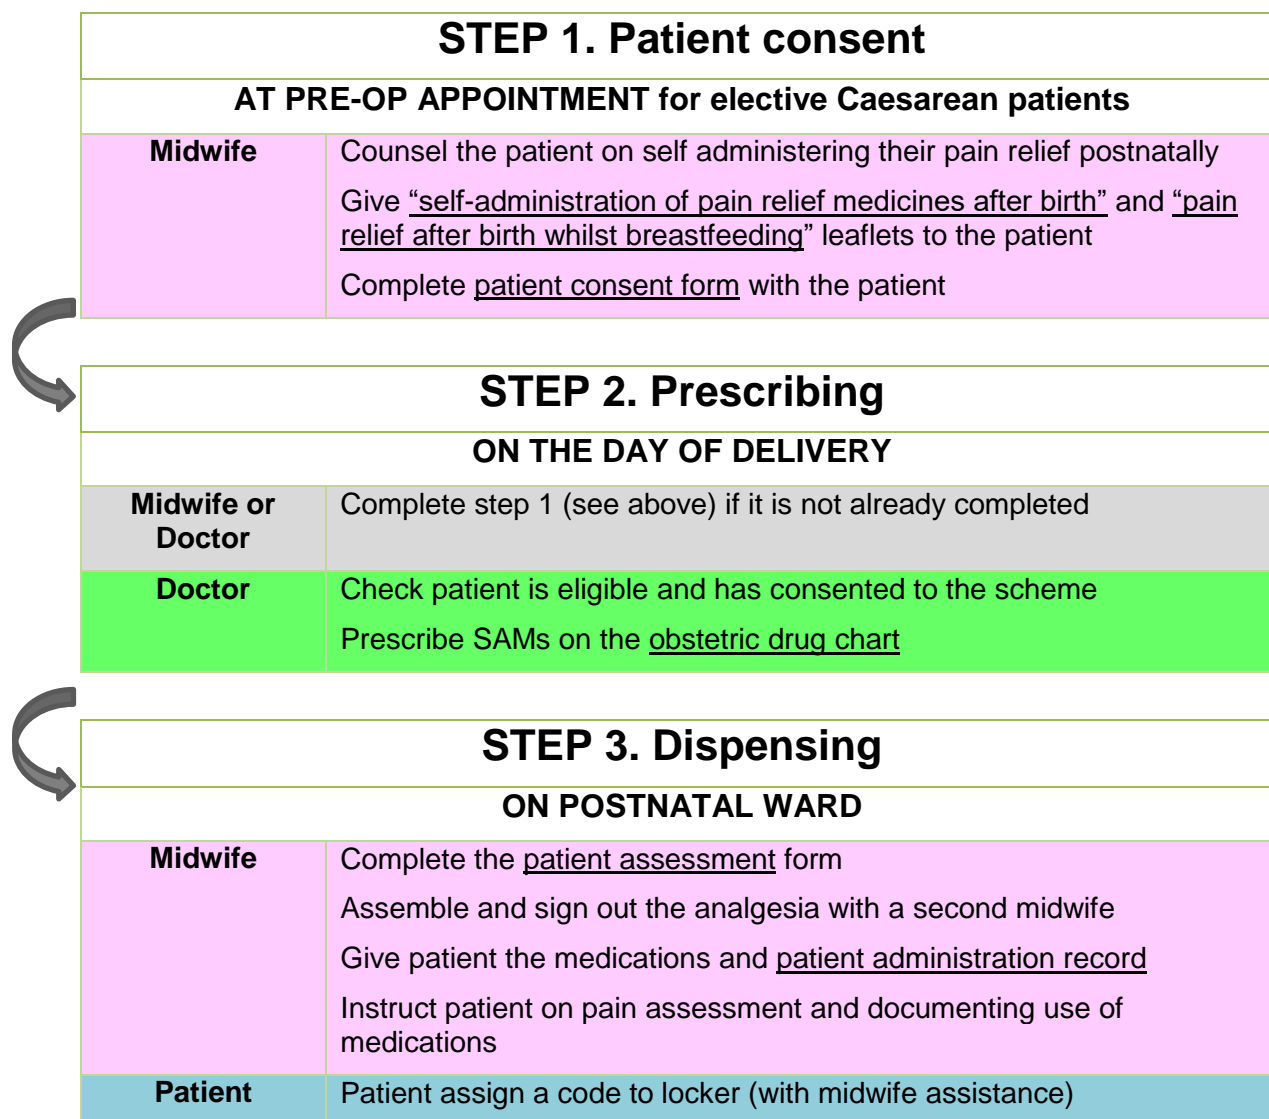 STEP 1. Patient consent
AT PRE-OP APPOINTMENT for elective Caesarean patients
Midwife
Counsel the patient on self administering their pain relief postnatally
Give “self-administration of pain relief medicines after birth” and “pain
relief after birth whilst breastfeeding” leaflets to the patient
Complete patient consent form with the patient
STEP 2. Prescribing
ON THE DAY OF DELIVERY
Midwife or
Doctor
Complete step 1 (see above) if it is not already completed
Doctor
Check patient is eligible and has consented to the scheme
Prescribe SAMs on the obstetric drug chart
STEP 3. Dispensing
ON POSTNATAL WARD
Midwife
Complete the patient assessment form
Assemble and sign out the analgesia with a second midwife
Give patient the medications and patient administration record
Instruct patient on pain assessment and documenting use of
medications
Patient
Patient assign a code to locker (with midwife assistance)